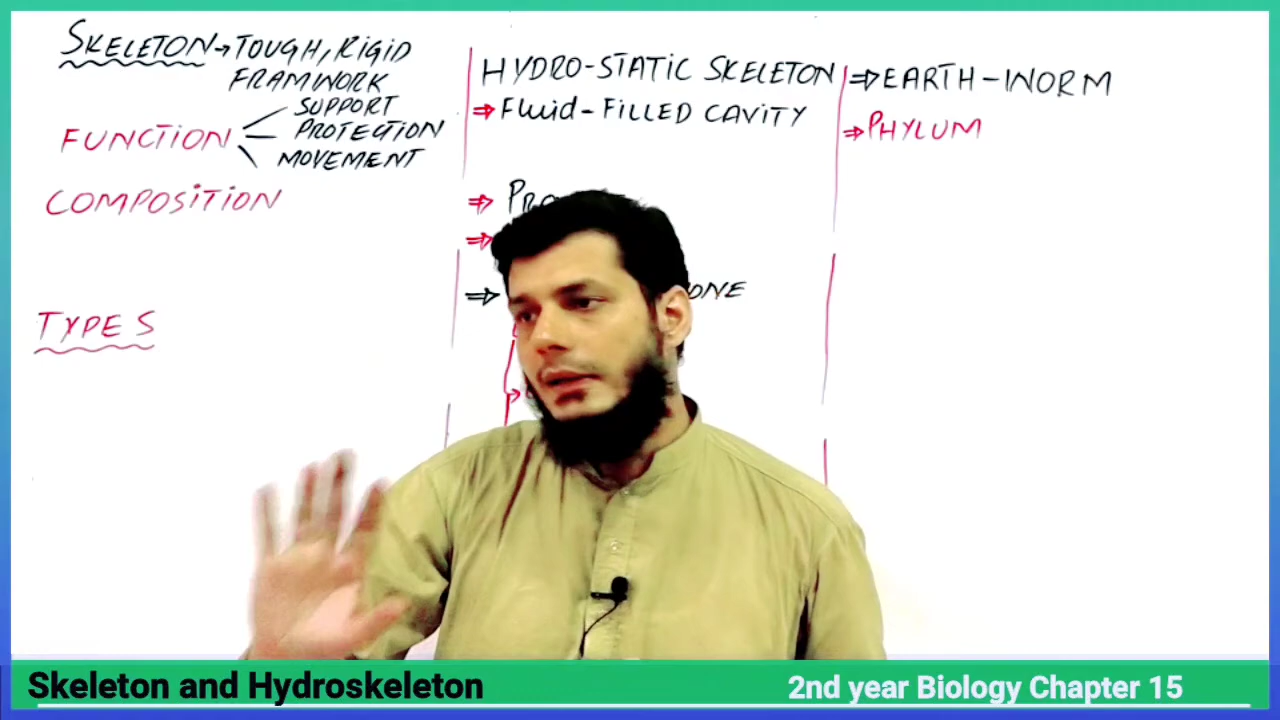 SKELETON → TOUGH, RIGID
FRAMWORK
FUNCTION
SUPPORT
PROTECTION
MOVEMENT
COMPOSITION
TYPES
HYDRO-STATIC SKELETON
⇒ Fluid-FILLED CAVITY
⇒ EARTH-WORM
⇒ PHYLUM
Skeleton and Hydroskeleton
2nd year Biology Chapter 15